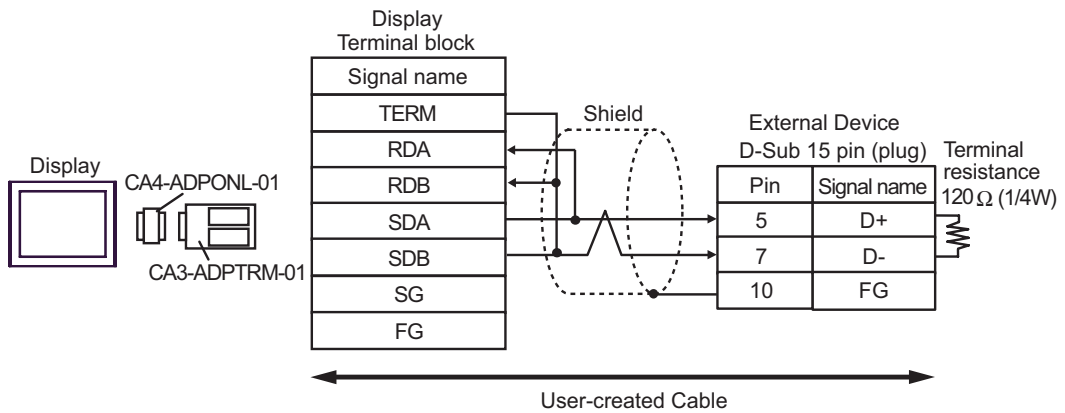 Display
Terminal block
Signal name
TERM
RDA
RDB
SDA
SDB
SG
FG
Shield
External Device
D-Sub 15 pin (plug)
Pin Signal name
5 D+
7 D-
10 FG
Terminal
resistance
120 Ω (1/4W)
Display
CA4-ADPONL-01
CA3-ADPTRM-01
User-created Cable